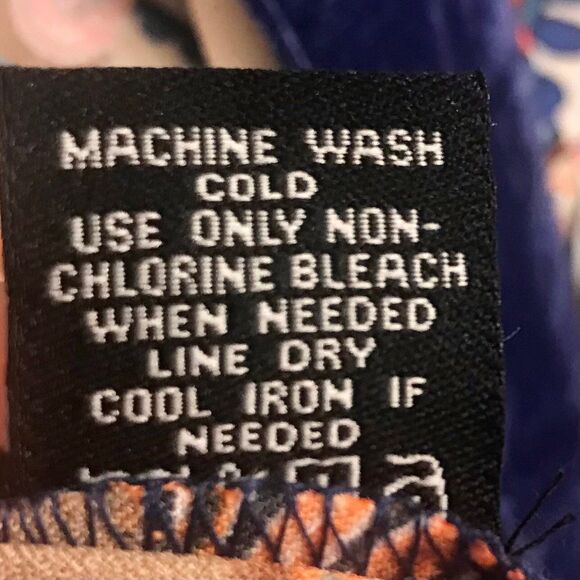 MACHINE WASH
COLD
USE ONLY NON-
CHLORINE BLEACH
WHEN NEEDED
LINE DRY
COOL IRON IF
NEEDED